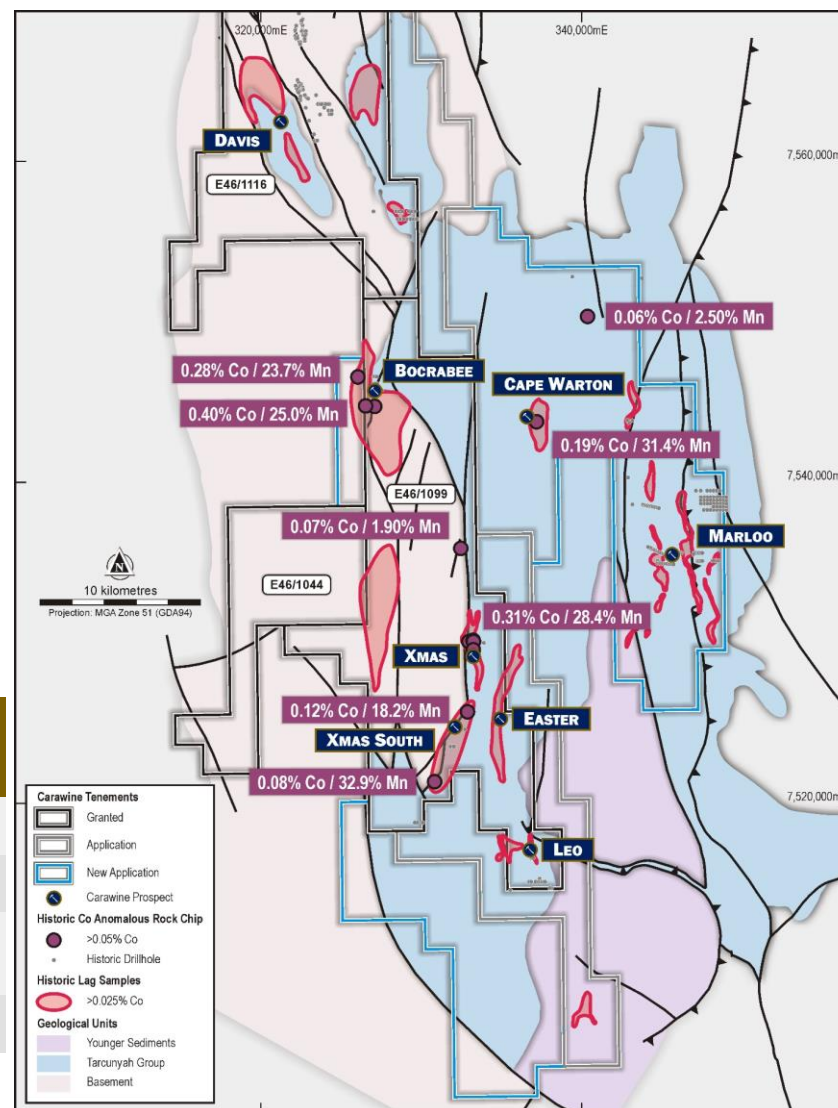 320,000mE
340,000mE
DAVIS
7,560,000m
E46/1116
0.06% Co / 2.50% Mn
0.28% Co / 23.7% Mn
BOCRABEE
CAPE WARTON
0.40% Co / 25.0% Mn
0.19% Co / 31.4% Mn
7,540,000m
E46/1099
0.07% Co / 1.90% Mn
MARLOO
N
10 kilometres
Projection: MGA Zone 51 (GDA94)
E46/1044
0.31% Co / 28.4% Mn
XMAS
0.12% Co / 18.2% Mn
EASTER
XMAS SOUTH
0.08% Co / 32.9% Mn
7,520,000m
LEO
Carawine Tenements
Granted
Application
New Application
Carawine Prospect
Historic Co Anomalous Rock Chip
>0.05% Co
Historic Drillhole
Historic Lag Samples
>0.025% Co
Geological Units
Younger Sediments
Tarcunyah Group
Basement